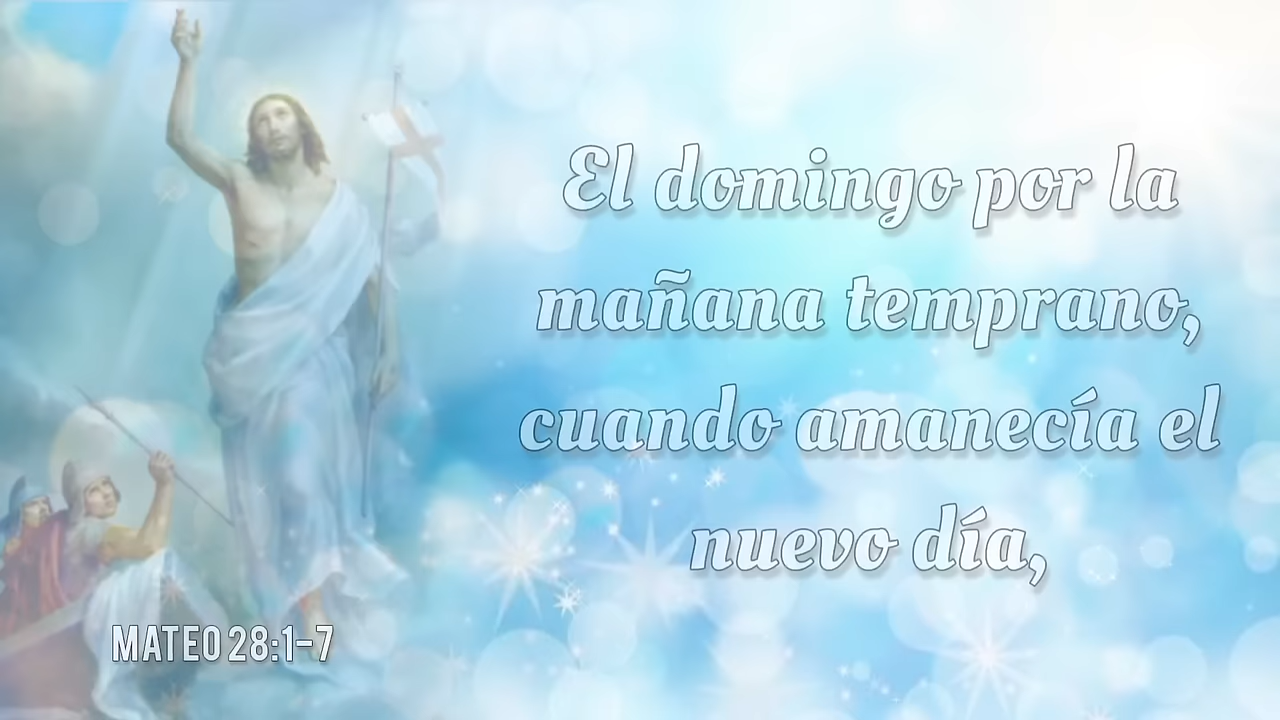 El domingo por la
mañana temprano,
cuando amanecía el
nuevo día,
MATEO 28:1-7